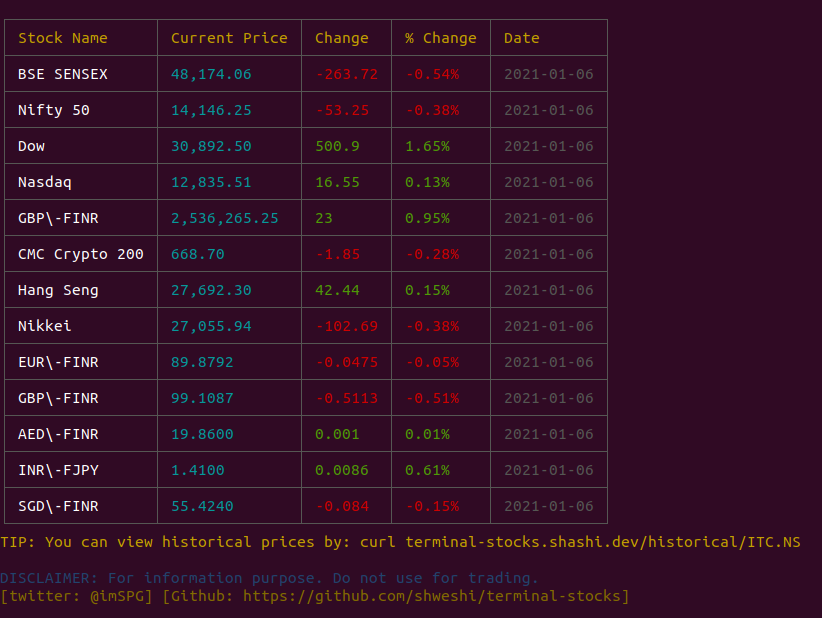 Stock Name Current Price Change % Change Date
BSE SENSEX 48,174.06 -263.72 -0.54% 2021-01-06
Nifty 50 14,146.25 -53.25 -0.38% 2021-01-06
Dow 30,892.50 500.9 1.65% 2021-01-06
Nasdaq 12,835.51 16.55 0.13% 2021-01-06
GBP\-FINR 2,536,265.25 23 0.95% 2021-01-06
CMC Crypto 200 668.70 -1.85 -0.28% 2021-01-06
Hang Seng 27,692.30 42.44 0.15% 2021-01-06
Nikkei 27,055.94 -102.69 -0.38% 2021-01-06
EUR\-FINR 89.8792 -0.0475 -0.05% 2021-01-06
GBP\-FINR 99.1087 -0.5113 -0.51% 2021-01-06
AED\-FINR 19.8600 0.001 0.01% 2021-01-06
INR\-FJPY 1.4100 0.0086 0.61% 2021-01-06
SGD\-FINR 55.4240 -0.084 -0.15% 2021-01-06
TIP: You can view historical prices by: curl terminal-stocks.shashi.dev/historical/ITC.NS
DISCLAIMER: For information purpose. Do not use for trading.
[twitter: @imSPG] [Github: https://github.com/shweshi/terminal-stocks]